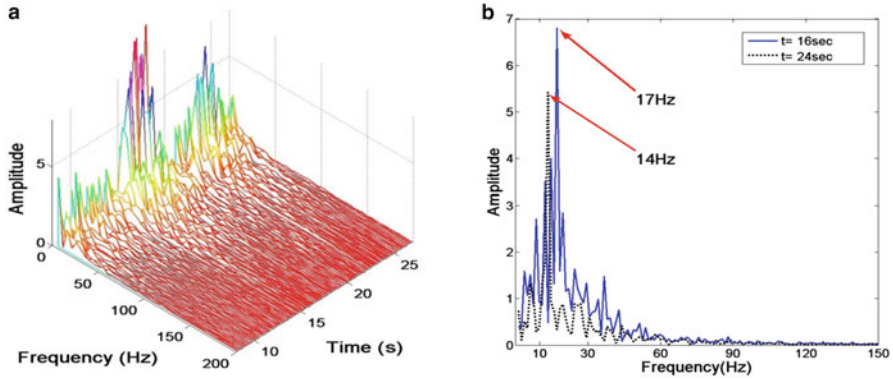 a
Amplitude
5
0
0
50
100
150
200
Frequency (Hz)
10
15
20
25
Time (s)
b
7
6
5
4
3
2
1
0
Amplitude
t= 16sec
t= 24sec
17Hz
14Hz
10
30
60
90
120
150
Frequency(Hz)